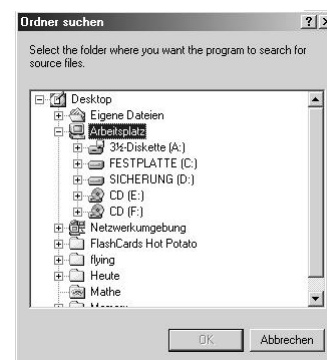 Ordner suchen
Select the folder where you want the program to search for
source files.
Desktop
Eigene Dateien
Arbeitsplatz
3½-Diskette (A:)
FESTPLATTE (C:)
SICHERUNG (D:)
CD (E:)
CD (F:)
Netzwerkumgebung
FlashCards Hot Potato
flying
Heute
Mathe
OK
Abbrechen